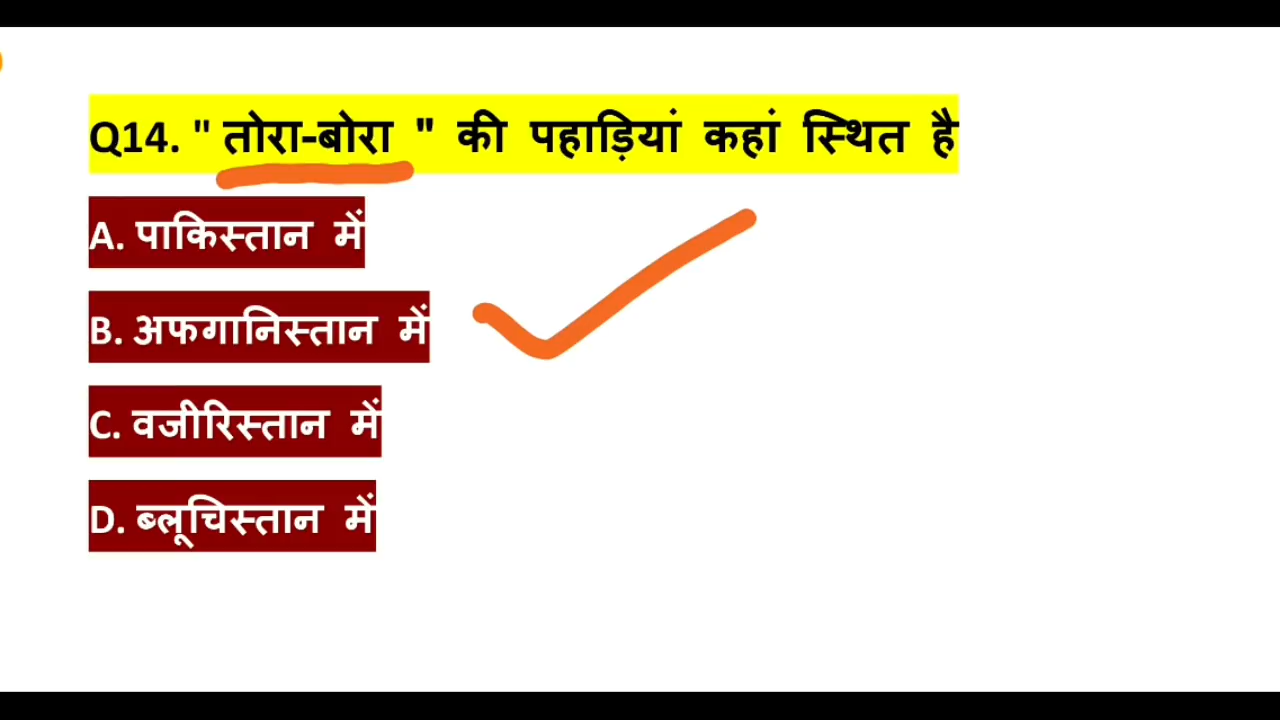 Q14. " तोरा-बोरा " की पहाड़ियां कहां स्थित है
A. पाकिस्तान में
B. अफगानिस्तान में
C. वजीरिस्तान में
D. ब्लूचिस्तान में